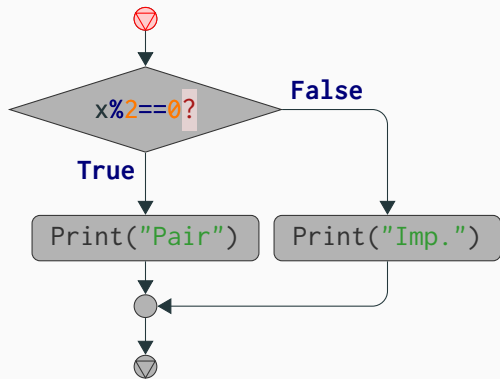 False
x%2==0?
True
Print("Pair")
Print("Imp.")